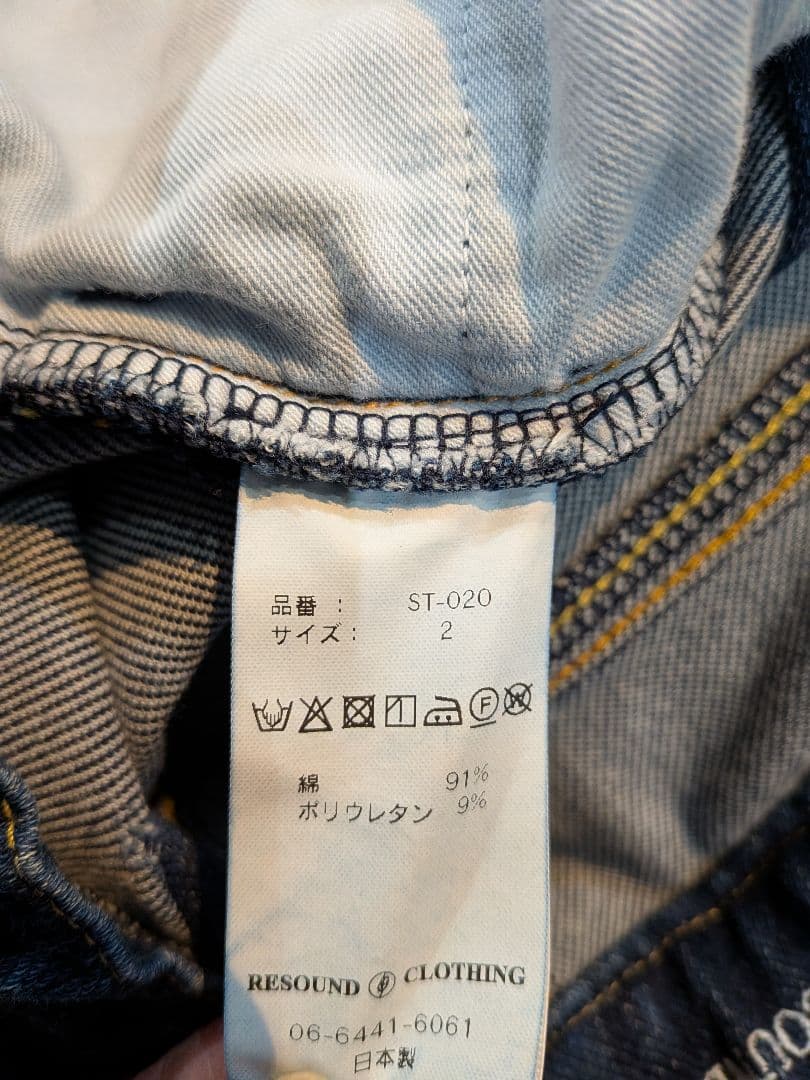 品番 : ST-020
サイズ: 2
F W
綿 91%
ポリウレタン 9%
RESOUND CLOTHING
06-6441-6061
日本製